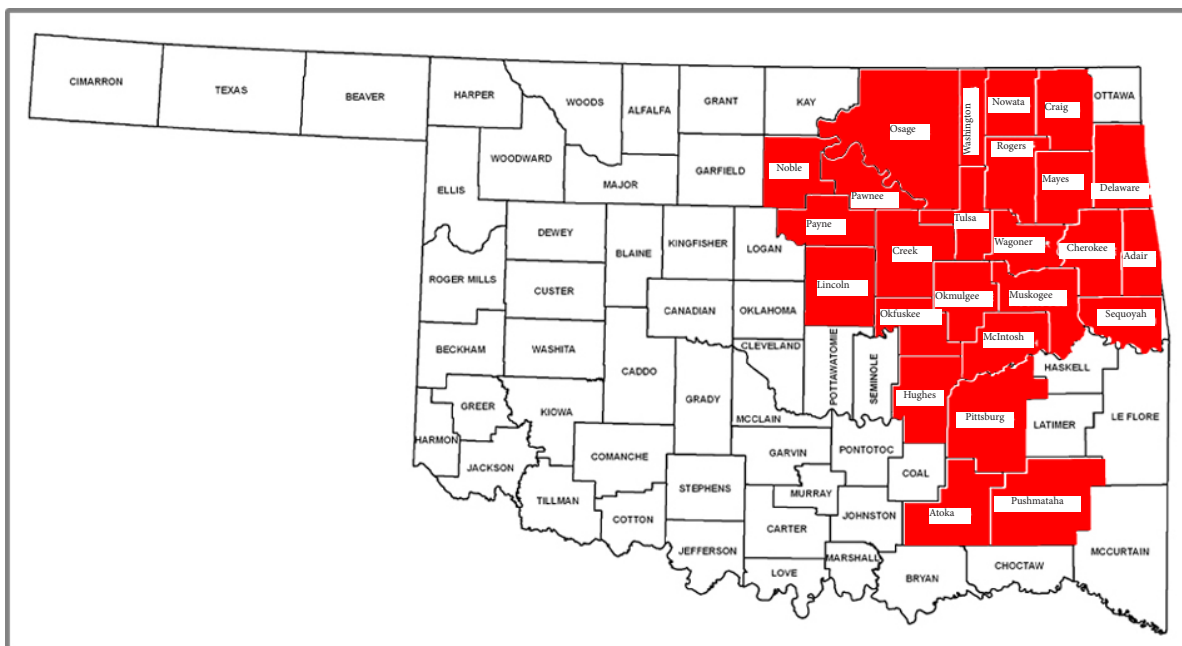 CIMARRON
TEXAS
BEAVER
HARPER
WOODS
ALFALFA
GRANT
KAY
Osage
Washington
Nowata
Craig
OTTAWA
WOODWARD
ELLIS
MAJOR
GARFIELD
Noble
Pawnee
Rogers
Mayes
Delaware
DEWEY
BLAINE
KINGFISHER
LOGAN
Payne
Creek
Tulsa
Wagoner
Cherokee
Adair
ROGER MILLS
CUSTER
CANADIAN
OKLAHOMA
Lincoln
Okmulgee
Muskogee
Sequoyah
Okfuskee
McIntosh
BECKHAM
WASHITA
CADDO
CLEVELAND
POTTAWATOMIE
SEMINOLE
HASKELL
GREER
KIOWA
GRADY
MCCLAIN
Hughes
Pittsburg
LATIMER
LE FLORE
HARMON
JACKSON
COMANCHE
GARVIN
PONTOTOC
COAL
TILLMAN
COTTON
STEPHENS
MURRAY
JOHNSTON
Atoka
Pushmataha
CARTER
JEFFERSON
LOVE
MARSHALL
BRYAN
CHOCTAW
MCCURTAIN